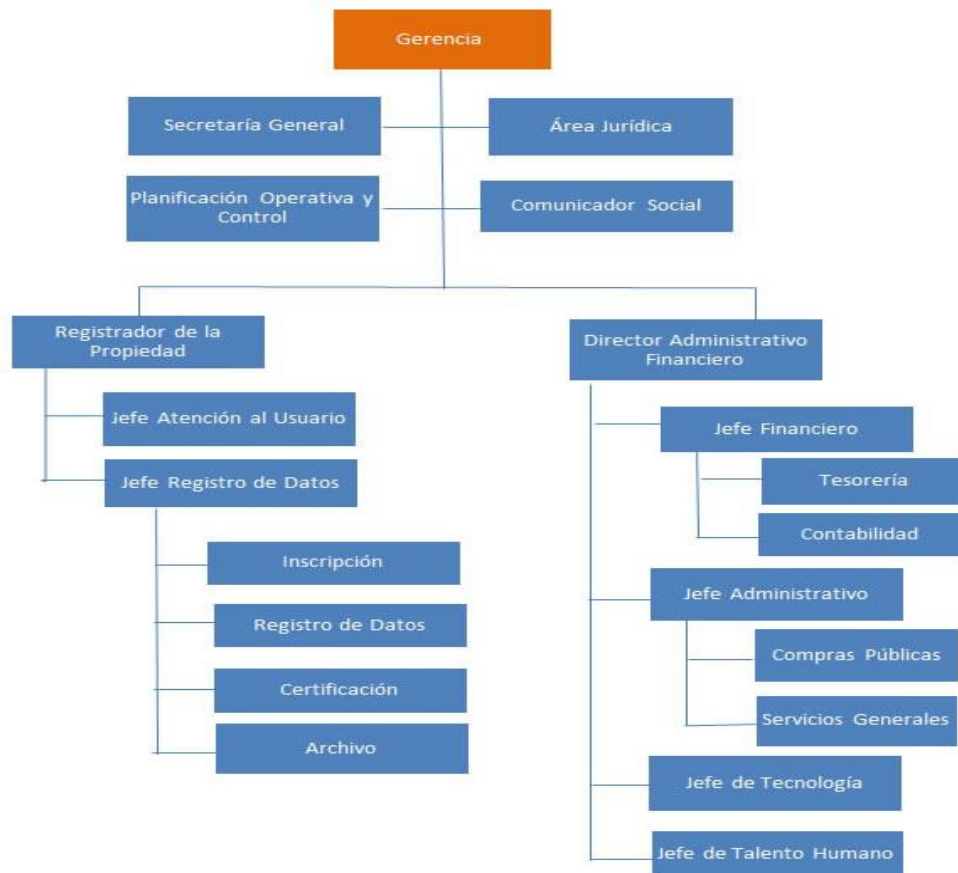 Gerencia
Secretaría General
Área Jurídica
Planificación Operativa y
Control
Comunicador Social
Registrador de la
Propiedad
Jefe Atención al Usuario
Jefe Registro de Datos
Inscripción
Registro de Datos
Certificación
Archivo
Director Administrativo
Financiero
Jefe Financiero
Tesorería
Contabilidad
Jefe Administrativo
Compras Públicas
Servicios Generales
Jefe de Tecnología
Jefe de Talento Humano